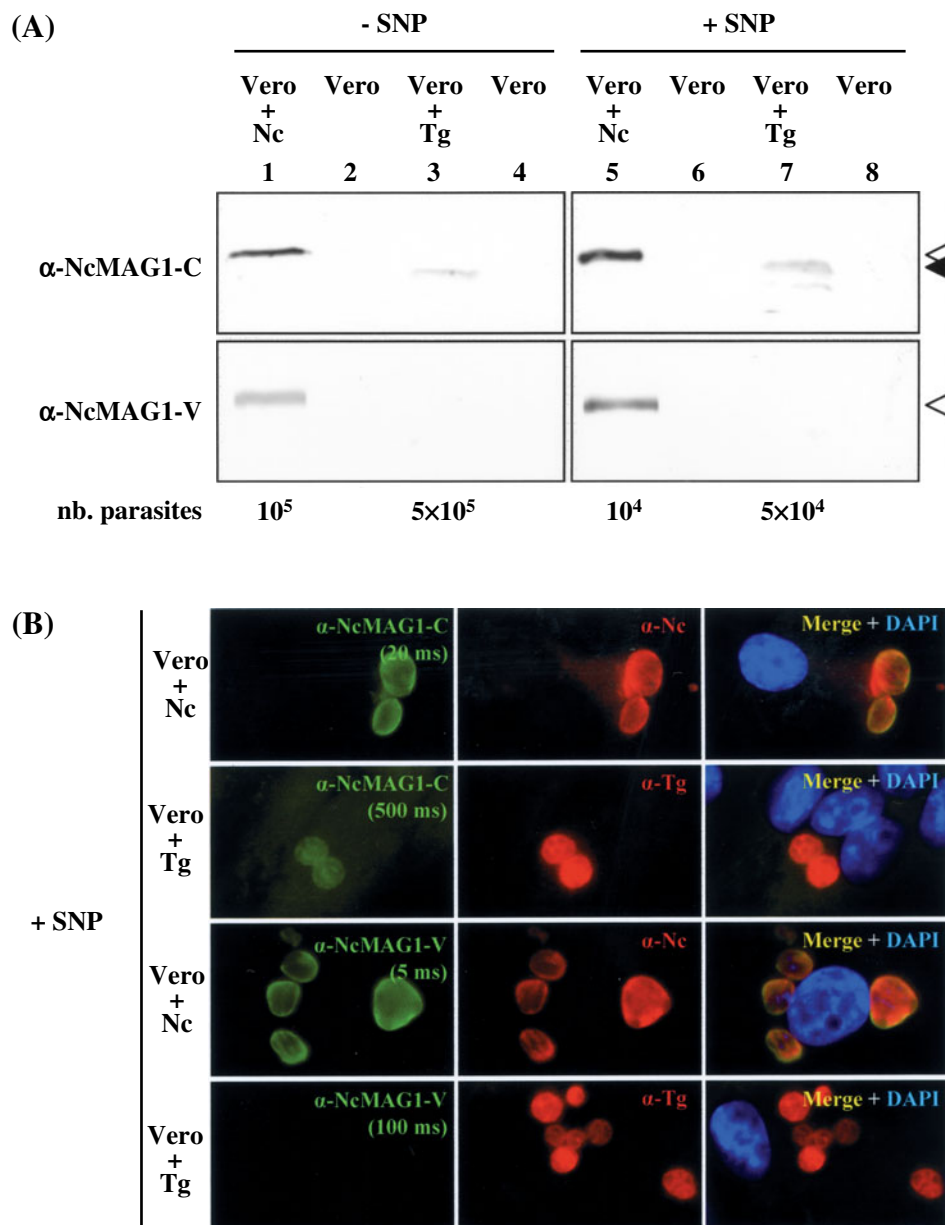 (A)
- SNP + SNP
Vero Vero Vero Vero Vero Vero Vero Vero
+ + + +
Nc Tg Nc Tg
1 2 3 4 5 6 7 8
α-NcMAG1-C
α-NcMAG1-V
nb. parasites 10⁵ 5×10⁵ 10⁴ 5×10⁴
(B)
+ SNP
Vero
+
Nc
α-NcMAG1-C
(20 ms)
α-Nc
Merge + DAPI
Vero
+
Tg
α-NcMAG1-C
(500 ms)
α-Tg
Merge + DAPI
Vero
+
Nc
α-NcMAG1-V
(5 ms)
α-Nc
Merge + DAPI
Vero
+
Tg
α-NcMAG1-V
(100 ms)
α-Tg
Merge + DAPI